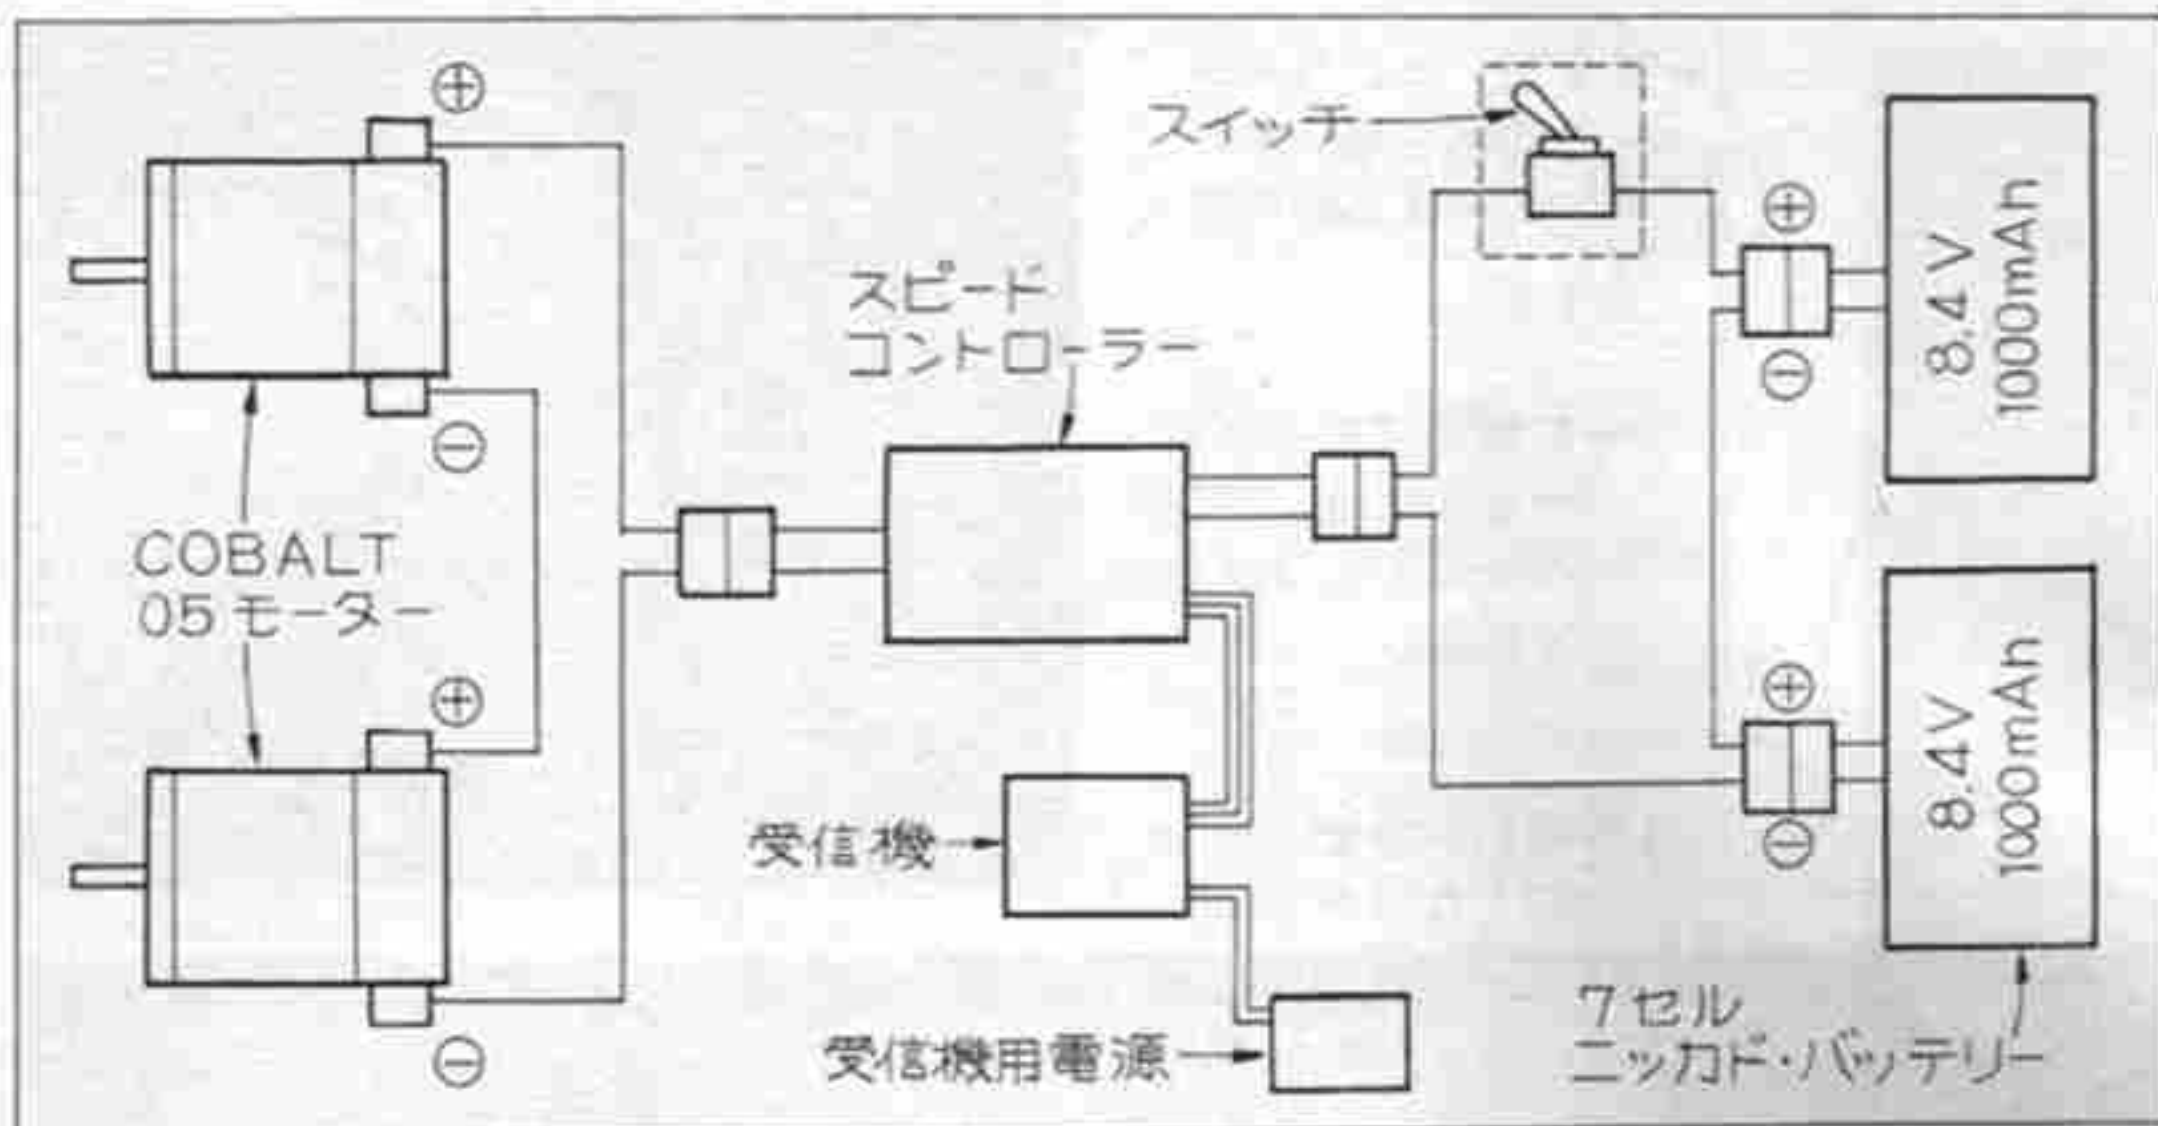 ⊕
スイッチ
⊕
8.4V
1000mAh
スピード
コントローラー
⊖
⊖
COBALT
05モーター
⊕
⊕
8.4V
1000mAh
受信機
⊖
7セル
ニッカド・バッテリー
受信機用電源
⊖